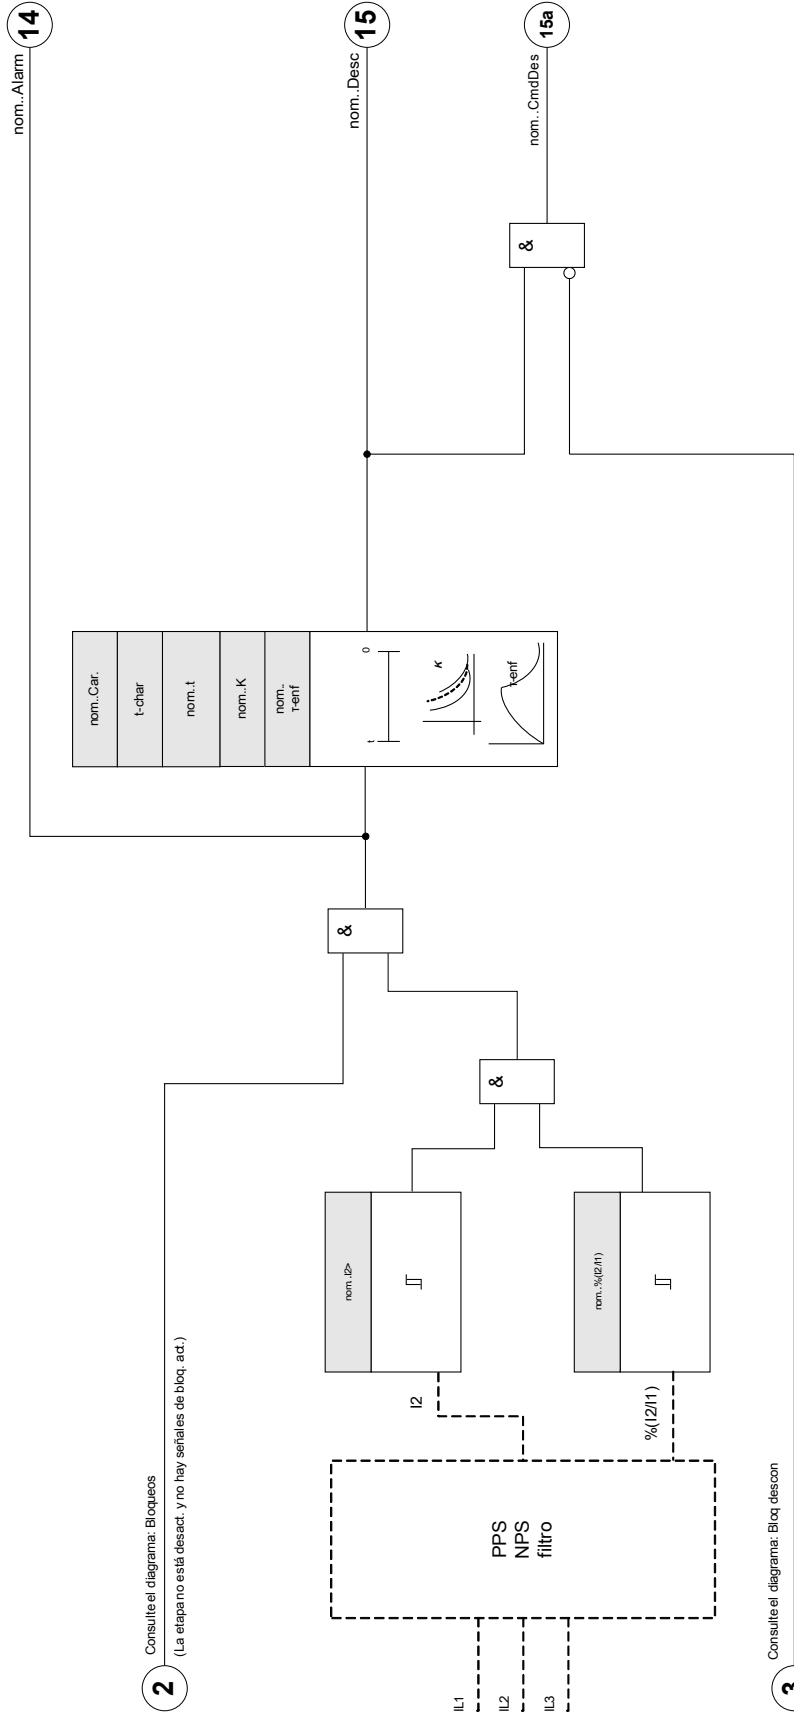 2
Consulte el diagrama: Bloqueos
(La etapa no está desact. y no hay señales de bloq. act.)
IL1
IL2
IL3
PPS
NPS
filtro
I2
%(I2/I1)
nom..I2>
nom..%(I2/I1)
&
&
nom..Car.
t-char
nom..t
nom..K
nom..
τ-enf
t
0
K
τ-enf
&
nom..Alarm
14
nom..Desc
15
nom..CmdDes
15a
3
Consulte el diagrama: Bloq descon